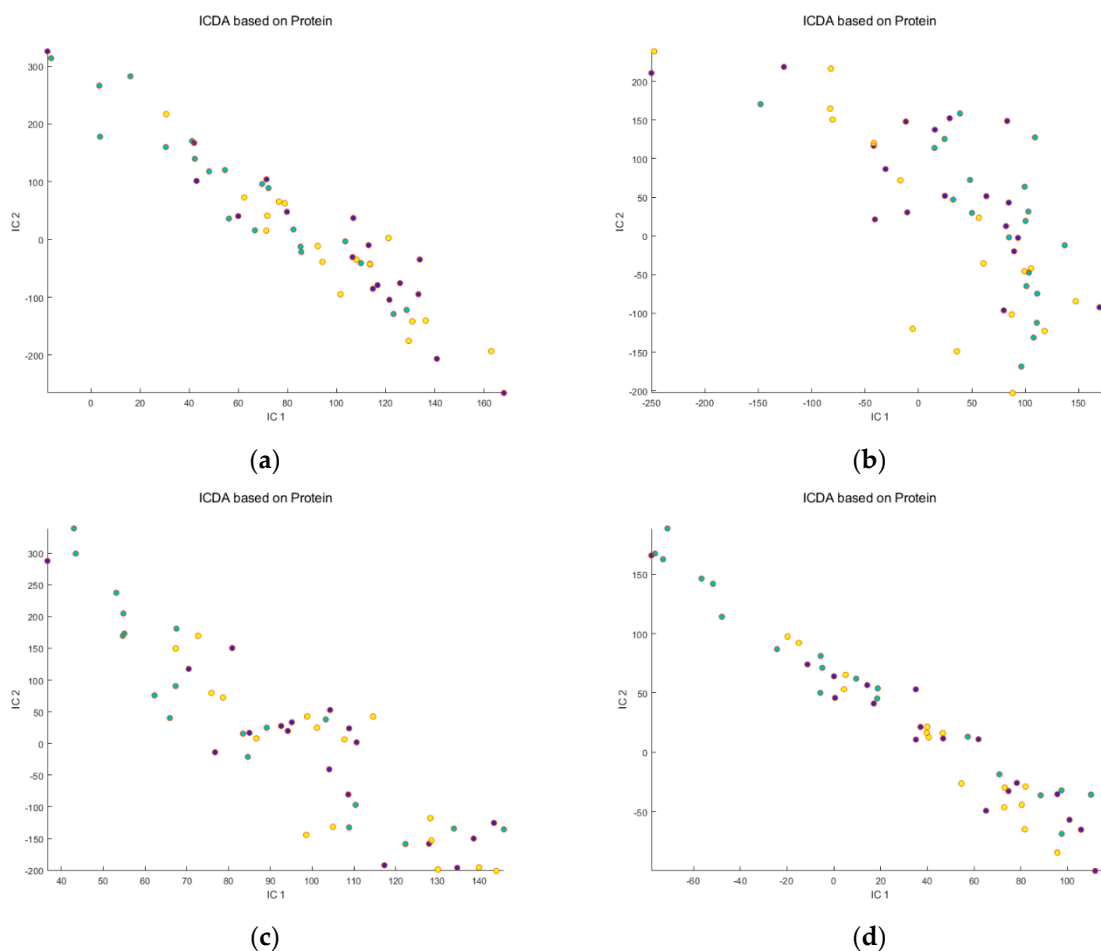 ICDA based on Protein
ICDA based on Protein
300
200
100
0
-100
-200
IC 2
0 20 40 60 80 100 120 140 160
IC 1
200
150
100
50
0
-50
-100
-150
-200
IC 2
-250 -200 -150 -100 -50 0 50 100 150
IC 1
(a)
(b)
ICDA based on Protein
ICDA based on Protein
300
250
200
150
100
50
0
-50
-100
-150
-200
IC 2
40 50 60 70 80 90 100 110 120 130 140
IC 1
150
100
50
0
-50
IC 2
-60 -40 -20 0 20 40 60 80 100
IC 1
(c)
(d)